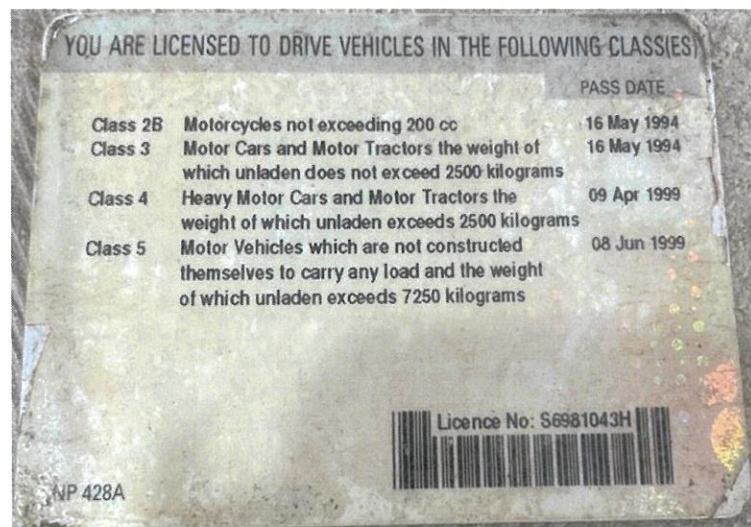 YOU ARE LICENSED TO DRIVE VEHICLES IN THE FOLLOWING CLASS(ES)
PASS DATE
Class 2B Motorcycles not exceeding 200 cc 16 May 1994
Class 3 Motor Cars and Motor Tractors the weight of 16 May 1994
which unladen does not exceed 2500 kilograms
Class 4 Heavy Motor Cars and Motor Tractors the 09 Apr 1999
weight of which unladen exceeds 2500 kilograms
Class 5 Motor Vehicles which are not constructed 08 Jun 1999
themselves to carry any load and the weight
of which unladen exceeds 7250 kilograms
Licence No: S6981043H
NP 428A